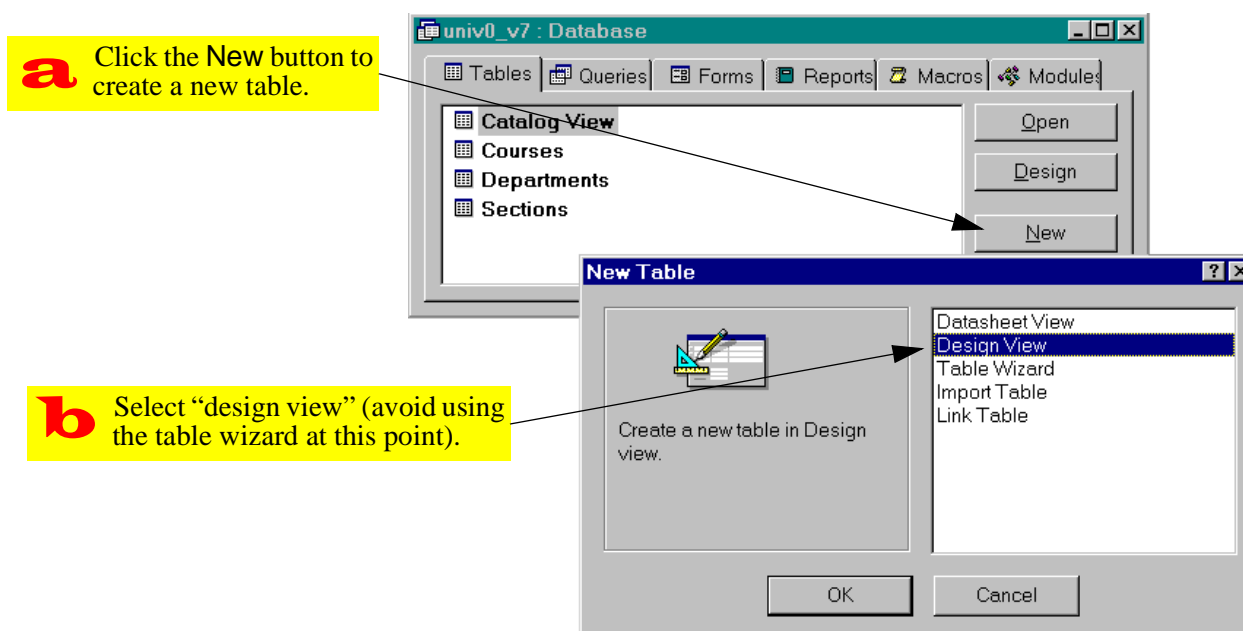 univ0_v7 : Database
a Click the New button to
create a new table.
Tables Queries Forms Reports Macros Modules
Catalog View
Courses
Departments
Sections
Open
Design
New
New Table
Datasheet View
Design View
Table Wizard
Import Table
Link Table
b Select “design view” (avoid using
the table wizard at this point).
Create a new table in Design
view.
OK Cancel